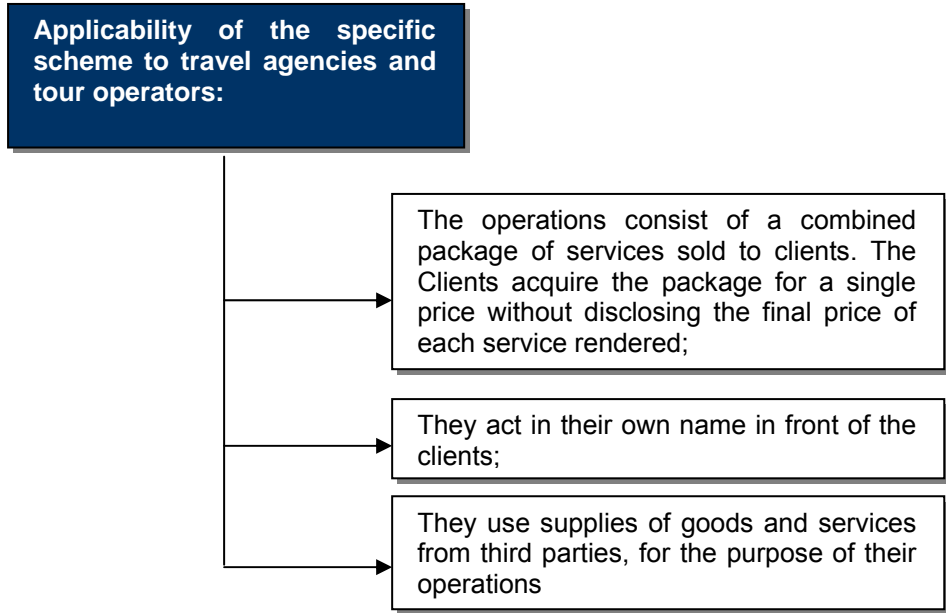 Applicability of the specific
scheme to travel agencies and
tour operators:
The operations consist of a combined
package of services sold to clients. The
Clients acquire the package for a single
price without disclosing the final price of
each service rendered;
They act in their own name in front of the
clients;
They use supplies of goods and services
from third parties, for the purpose of their
operations